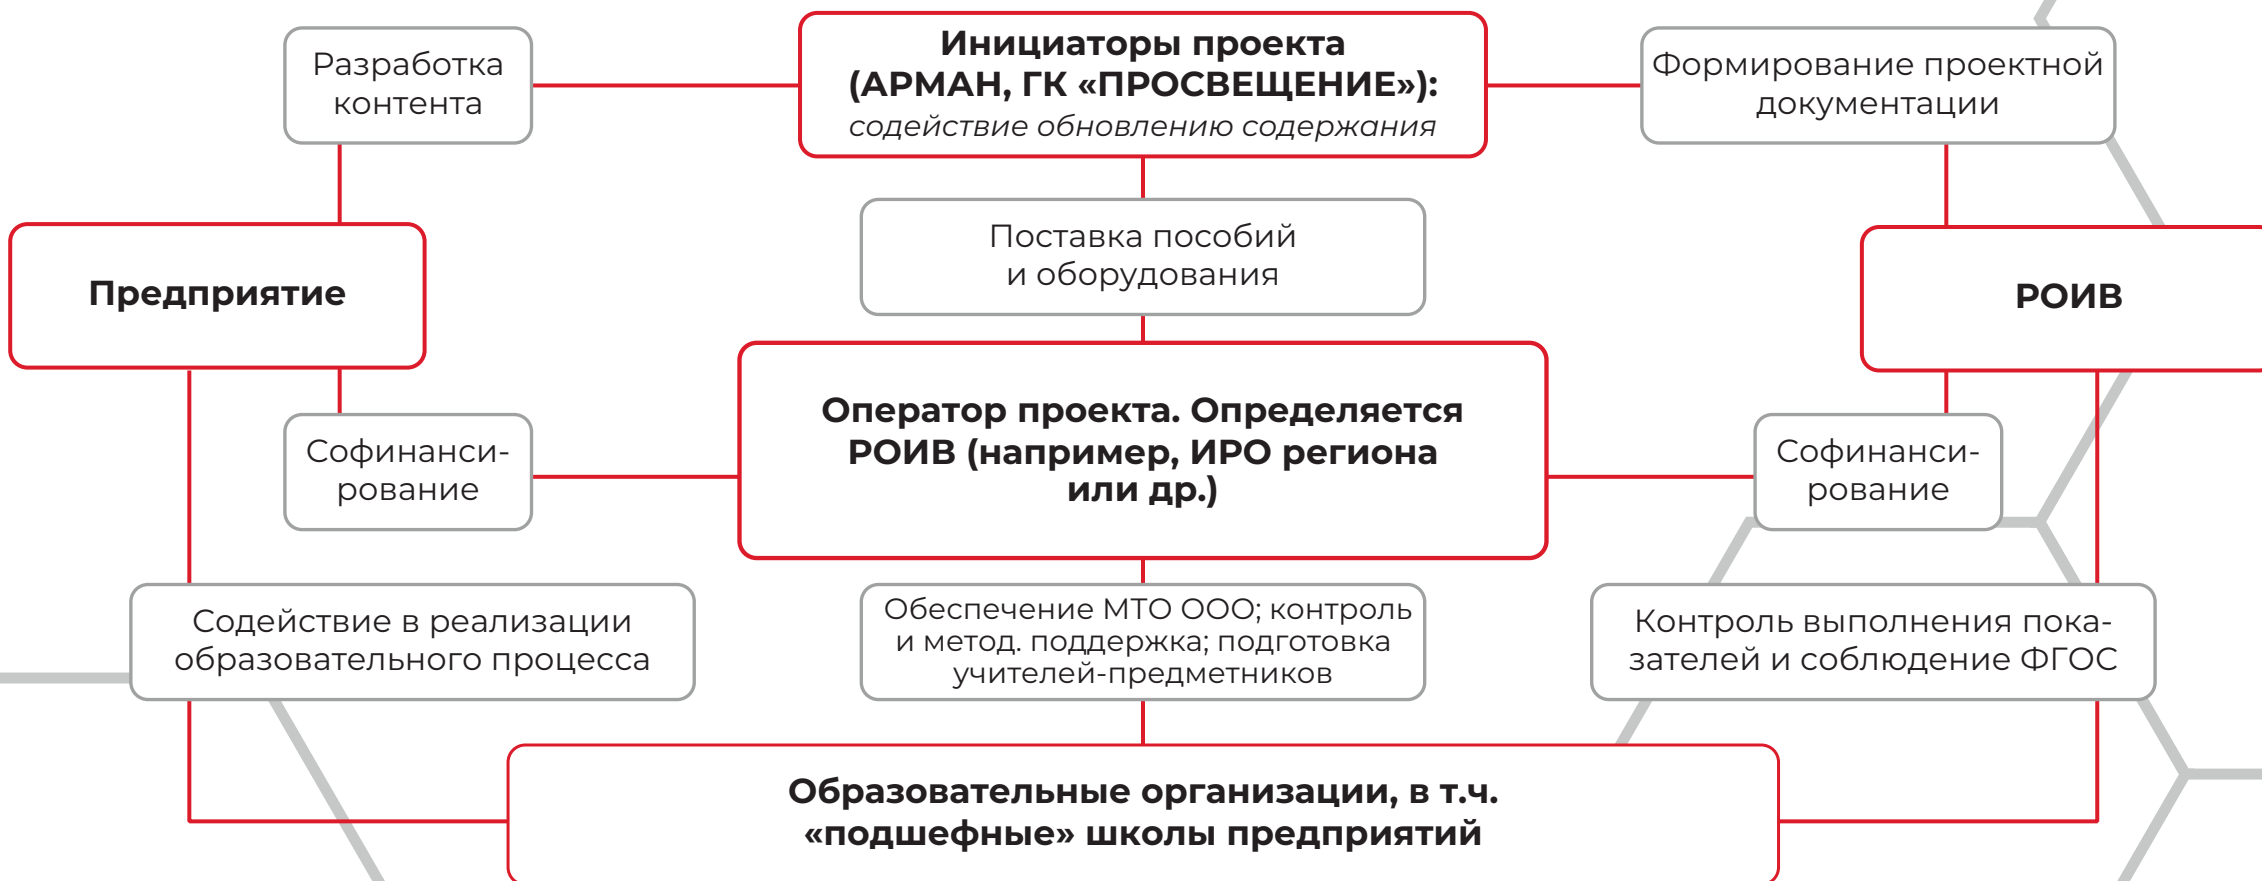 Разработка
контента
Инициаторы проекта
(АРМАН, ГК «ПРОСВЕЩЕНИЕ»):
содействие обновлению содержания
Формирование проектной
документации
Предприятие
Поставка пособий
и оборудования
РОИВ
Софинанси-
рование
Оператор проекта. Определяется
РОИВ (например, ИРО региона
или др.)
Софинанси-
рование
Содействие в реализации
образовательного процесса
Обеспечение МТО ООО; контроль
и метод. поддержка; подготовка
учителей-предметников
Контроль выполнения пока-
зателей и соблюдение ФГОС
Образовательные организации, в т.ч.
«подшефные» школы предприятий